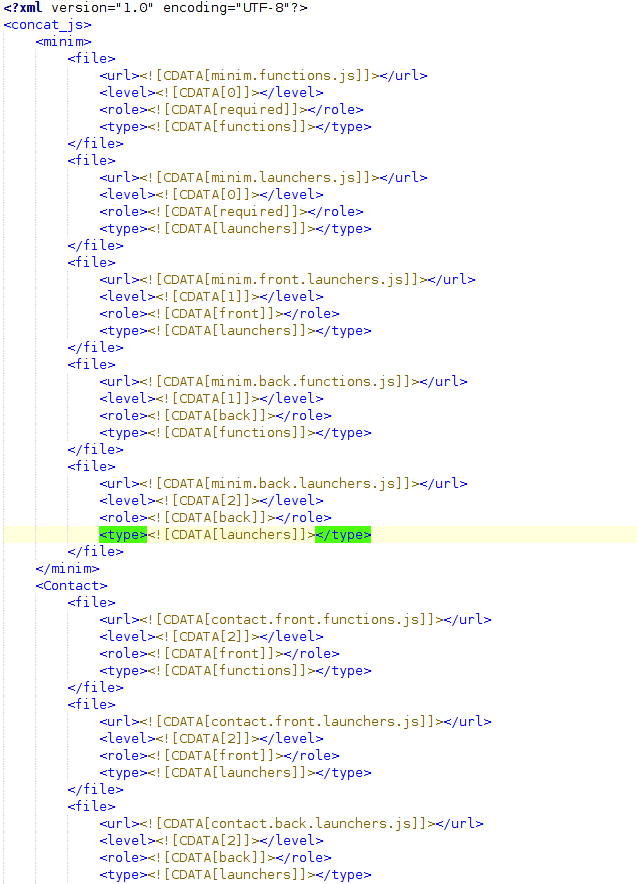 <?xml version="1.0" encoding="UTF-8"?>
<concat_js>
<minim>
<file>
<url><![CDATA[minim.functions.js]]></url>
<level><![CDATA[0]]></level>
<role><![CDATA[required]]></role>
<type><![CDATA[functions]]></type>
</file>
<file>
<url><![CDATA[minim.launchers.js]]></url>
<level><![CDATA[0]]></level>
<role><![CDATA[required]]></role>
<type><![CDATA[launchers]]></type>
</file>
<file>
<url><![CDATA[minim.front.launchers.js]]></url>
<level><![CDATA[1]]></level>
<role><![CDATA[front]]></role>
<type><![CDATA[launchers]]></type>
</file>
<file>
<url><![CDATA[minim.back.functions.js]]></url>
<level><![CDATA[1]]></level>
<role><![CDATA[back]]></role>
<type><![CDATA[functions]]></type>
</file>
<file>
<url><![CDATA[minim.back.launchers.js]]></url>
<level><![CDATA[2]]></level>
<role><![CDATA[back]]></role>
<type><![CDATA[launchers]]></type>
</file>
</minim>
<Contact>
<file>
<url><![CDATA[contact.front.functions.js]]></url>
<level><![CDATA[2]]></level>
<role><![CDATA[front]]></role>
<type><![CDATA[functions]]></type>
</file>
<file>
<url><![CDATA[contact.front.launchers.js]]></url>
<level><![CDATA[2]]></level>
<role><![CDATA[front]]></role>
<type><![CDATA[launchers]]></type>
</file>
<file>
<url><![CDATA[contact.back.launchers.js]]></url>
<level><![CDATA[2]]></level>
<role><![CDATA[back]]></role>
<type><![CDATA[launchers]]></type>